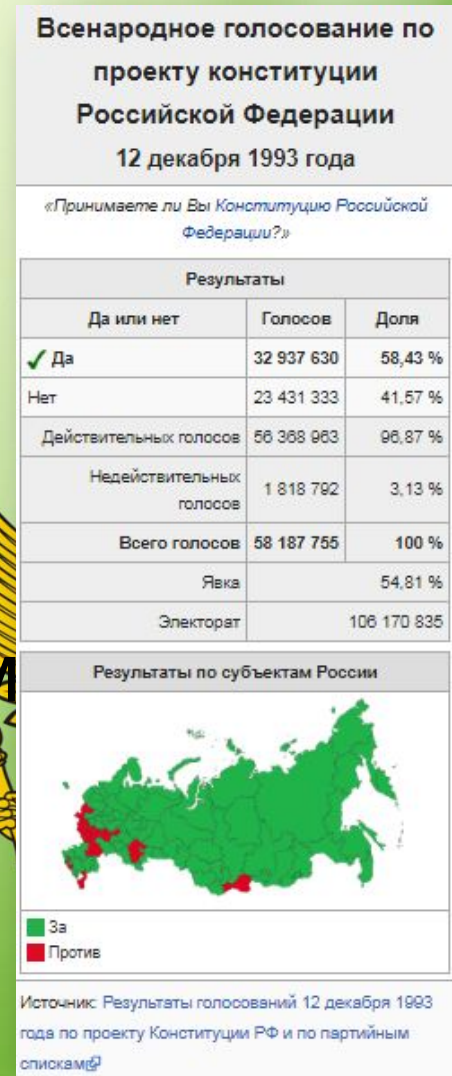 Всенародное голосование по
проекту конституции
Российской Федерации
12 декабря 1993 года
«Принимаете ли Вы Конституцию Российской
Федерации?»
Результаты
Да или нет Голосов Доля
Да 32 937 630 58,43 %
Нет 23 431 333 41,57 %
Действительных голосов 56 368 963 96,87 %
Недействительных
голосов 1 818 792 3,13 %
Всего голосов 58 187 755 100 %
Явка 54,81 %
Электорат 106 170 835
Результаты по субъектам России
За
Против
Источник: Результаты голосований 12 декабря 1993
года по проекту Конституции РФ и по партийным
спискам